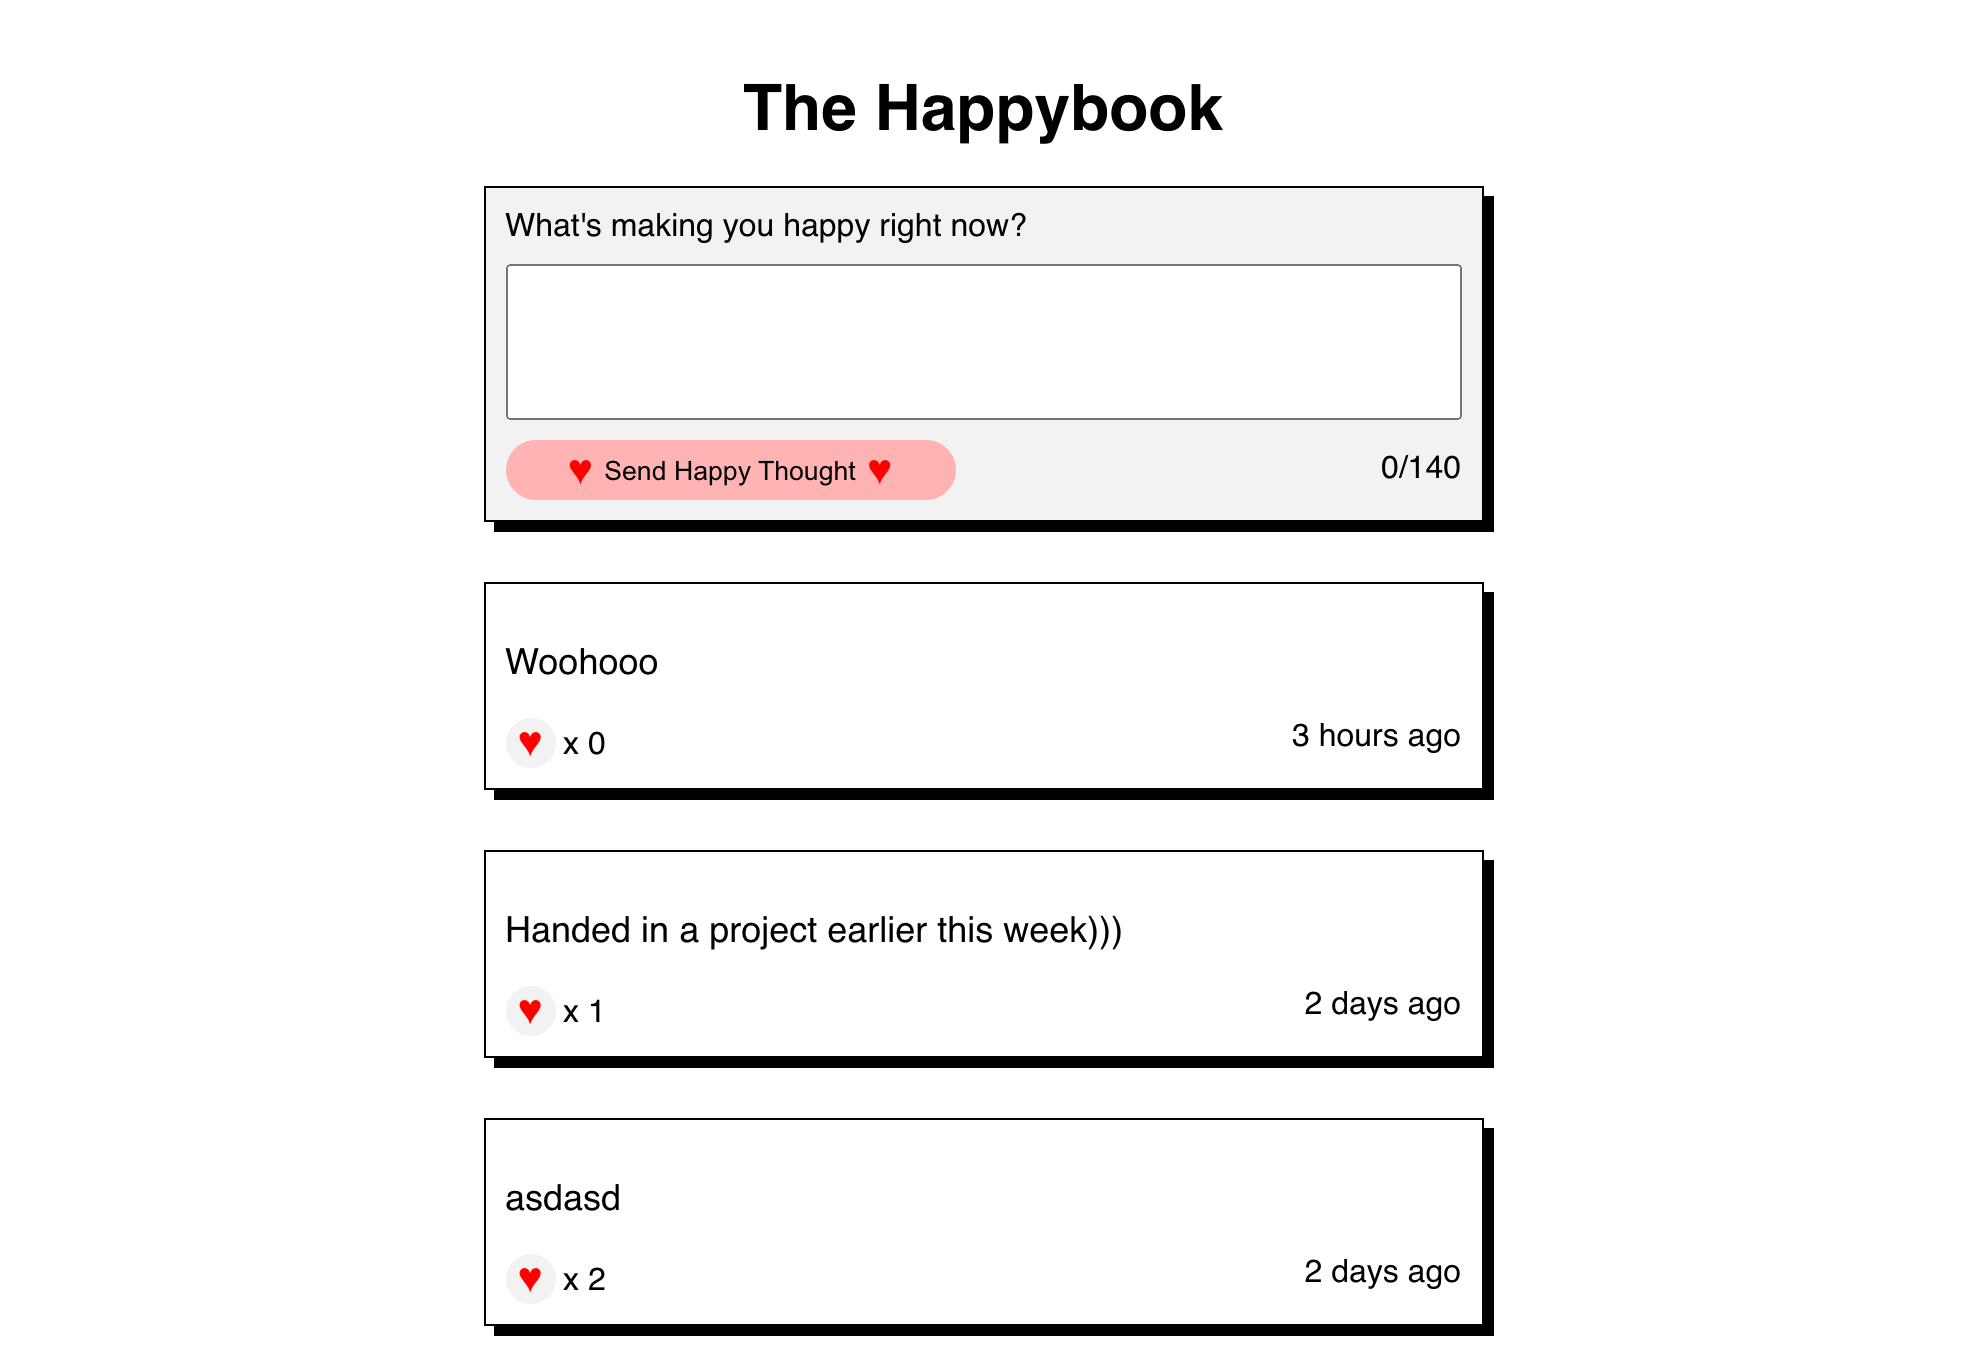 The Happybook
What's making you happy right now?
♥ Send Happy Thought ♥ 0/140
Woohooo
♥ x 0 3 hours ago
Handed in a project earlier this week)))
♥ x 1 2 days ago
asdasd
♥ x 2 2 days ago